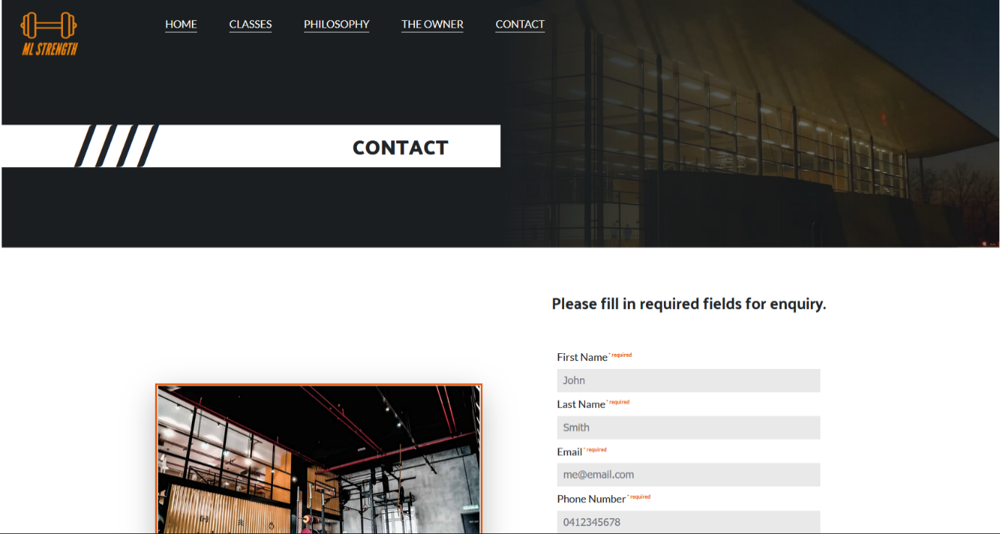 ML STRENGTH
HOME CLASSES PHILOSOPHY THE OWNER CONTACT
CONTACT
Please fill in required fields for enquiry.
First Name * required
John
Last Name * required
Smith
Email * required
me@email.com
Phone Number * required
0412345678